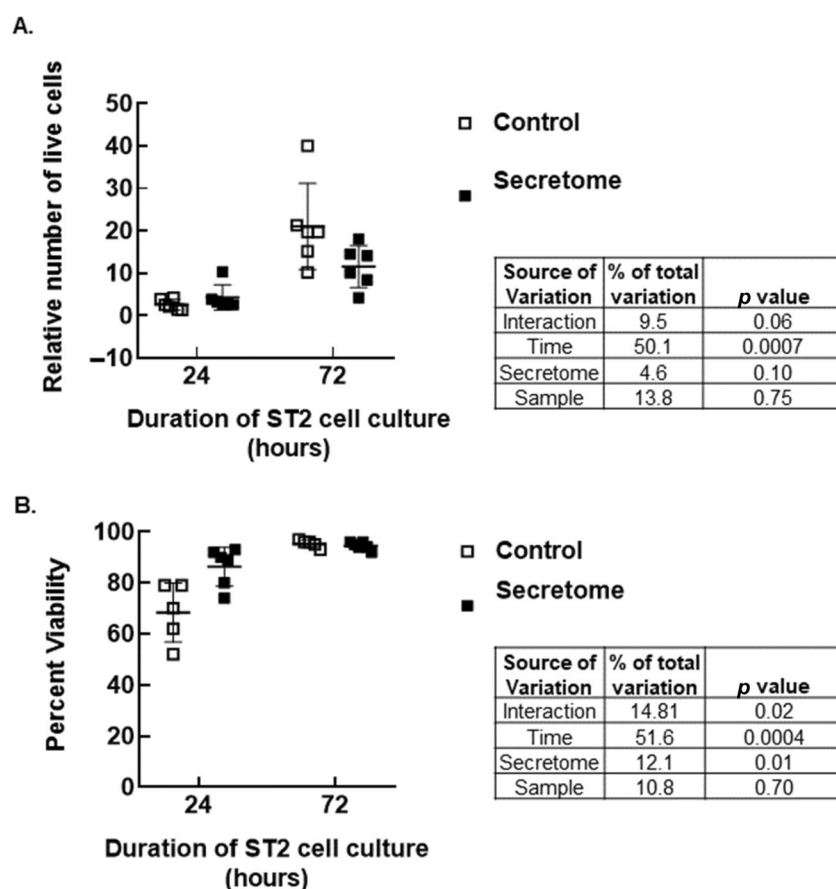 A.
Relative number of live cells
50
40
30
20
10
0
–10
24 72
Duration of ST2 cell culture
(hours)
Control
Secretome
Source of Variation % of total variation p value
Interaction 9.5 0.06
Time 50.1 0.0007
Secretome 4.6 0.10
Sample 13.8 0.75
B.
Percent Viability
100
80
60
40
20
0
24 72
Duration of ST2 cell culture
(hours)
Control
Secretome
Source of Variation % of total variation p value
Interaction 14.81 0.02
Time 51.6 0.0004
Secretome 12.1 0.01
Sample 10.8 0.70